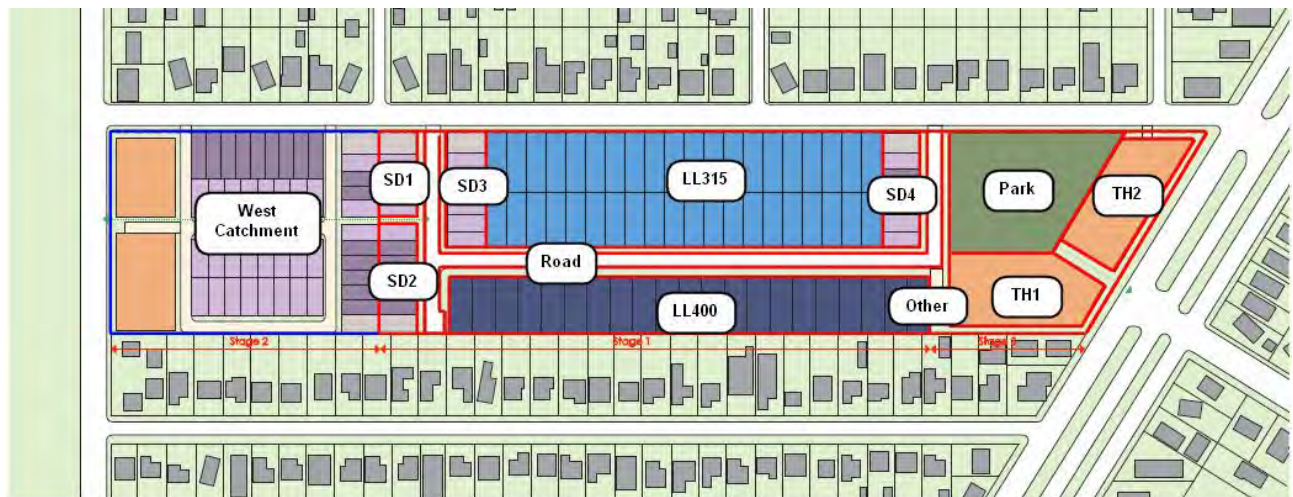 SD1
SD3
LL315
SD4
Park
TH2
West
Catchment
SD2
Road
LL400
Other
TH1
Stage 2
Stage 1
Stage 3